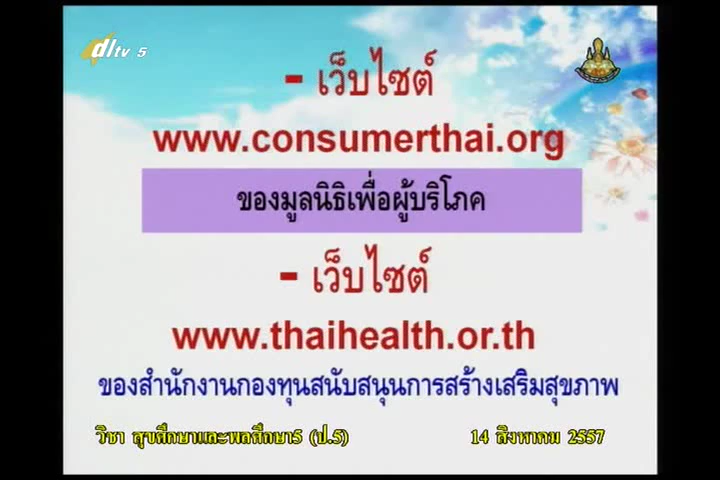 dltv 5
- เว็บไซต์
www.consumerthai.org
ของมูลนิธิเพื่อผู้บริโภค
- เว็บไซต์
www.thaihealth.or.th
ของสำนักงานกองทุนสนับสนุนการสร้างเสริมสุขภาพ
วิชา สุขศึกษาและพลศึกษา5 (ป.5) 14 สิงหาคม 2557